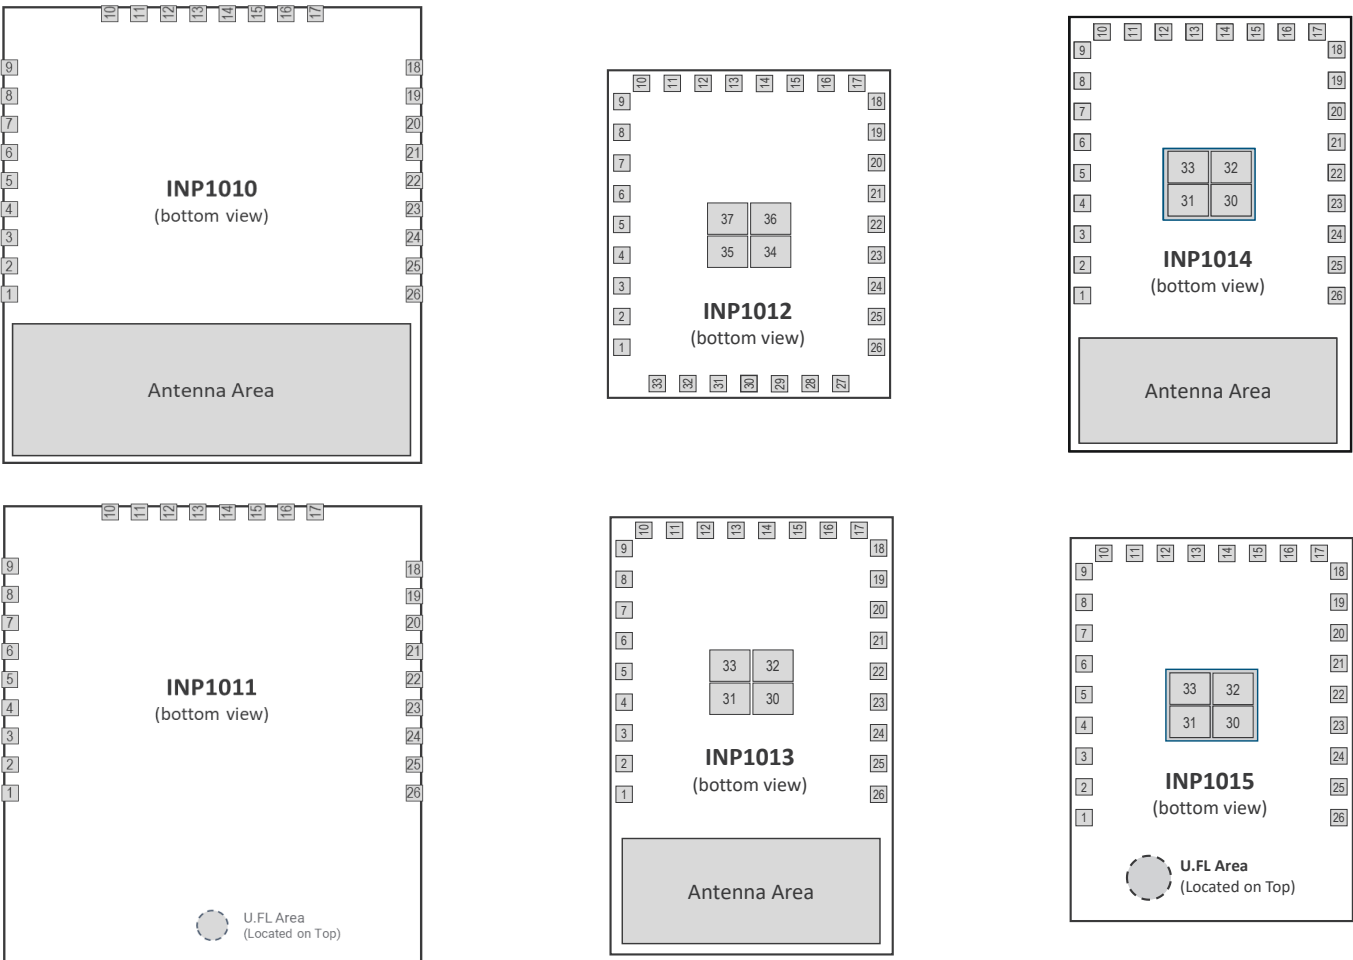 10 11 12 13 14 15 16 17
9 18
8 19
7 20
6 21
5 22
4 23
3 24
2 25
1 26
INP1010
(bottom view)
Antenna Area
10 11 12 13 14 15 16 17
9 18
8 19
7 20
6 21
5 22
4 23
3 24
2 25
1 26
37 36
35 34
INP1012
(bottom view)
33 32 31 30 29 28 27
10 11 12 13 14 15 16 17
9 18
8 19
7 20
6 21
5 22
4 23
3 24
2 25
1 26
33 32
31 30
INP1014
(bottom view)
Antenna Area
10 11 12 13 14 15 16 17
9 18
8 19
7 20
6 21
5 22
4 23
3 24
2 25
1 26
INP1011
(bottom view)
U.FL Area
(Located on Top)
10 11 12 13 14 15 16 17
9 18
8 19
7 20
6 21
5 22
4 23
3 24
2 25
1 26
33 32
31 30
INP1013
(bottom view)
Antenna Area
10 11 12 13 14 15 16 17
9 18
8 19
7 20
6 21
5 22
4 23
3 24
2 25
1 26
33 32
31 30
INP1015
(bottom view)
U.FL Area
(Located on Top)